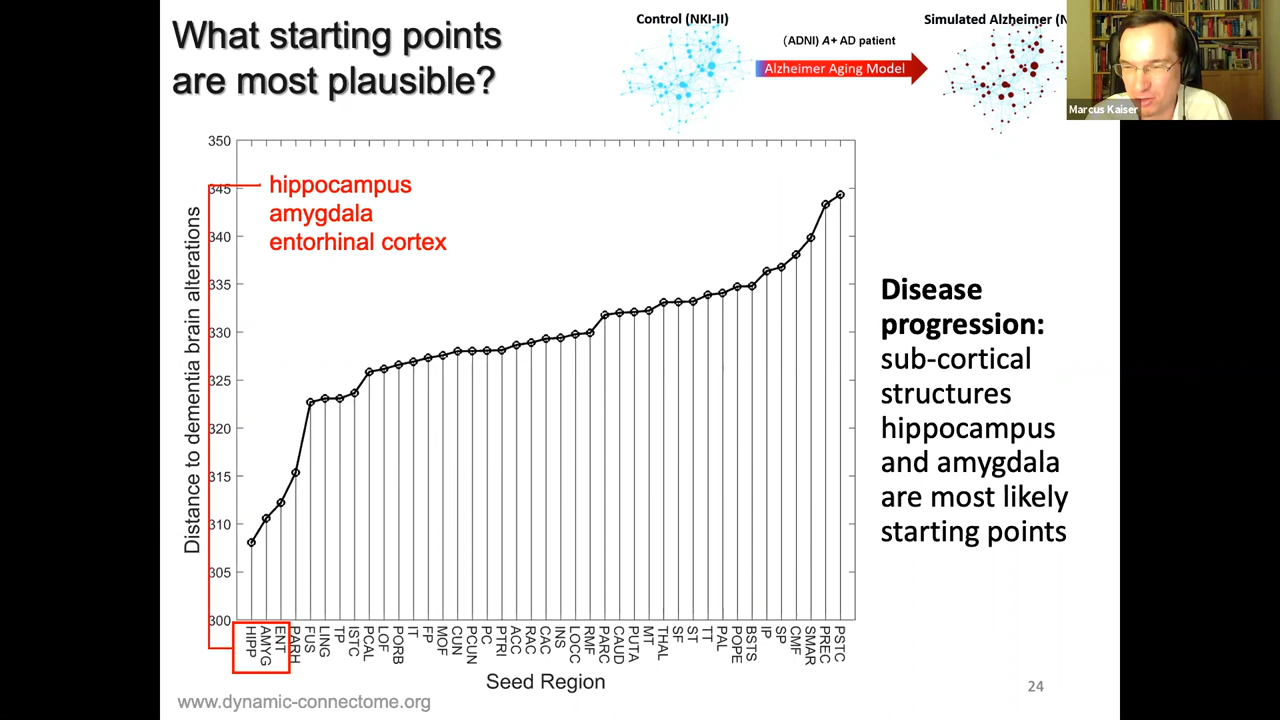 What starting points
are most plausible?
Control (NKI-II)
(ADNI) A+ AD patient
Alzheimer Aging Model
Simulated Alzheimer (N
Marcus Kaiser
350
345
340
335
330
325
320
315
310
305
300
Distance to dementia brain alterations
hippocampus
amygdala
entorhinal cortex
HIPP
AMYG
ENT
PARH
FUS
LING
TP
ISTC
PCAL
LOF
PORB
IT
FP
MOF
CUN
PCUN
PC
PTRI
ACC
RAC
CAC
INS
LOCC
RMF
PARC
CAUD
PUTA
MT
THAL
SF
ST
TT
PAL
POPE
BSTS
IP
SP
CMF
SMAR
PREC
PSTC
Seed Region
Disease
progression:
sub-cortical
structures
hippocampus
and amygdala
are most likely
starting points
www.dynamic-connectome.org
24